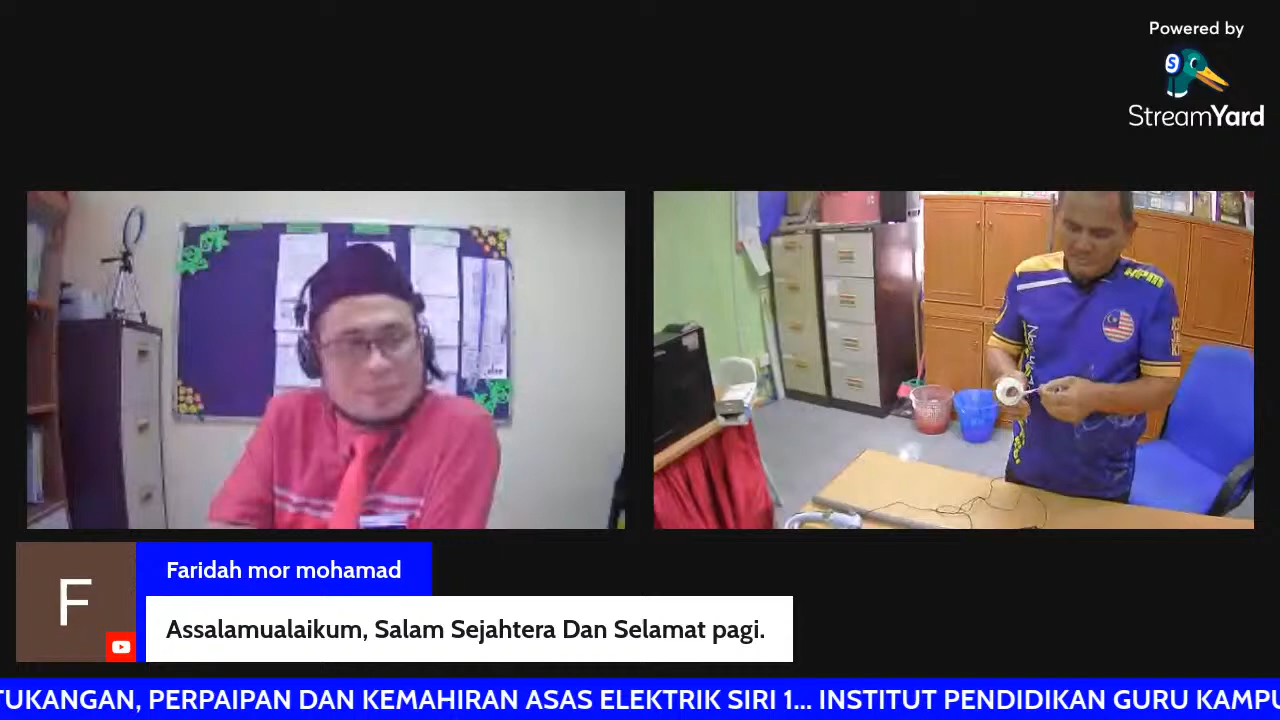 Powered by
StreamYard
Faridah mor mohamad
F
Assalamualaikum, Salam Sejahtera Dan Selamat pagi.
TUKANGAN, PERPAIPAN DAN KEMAHIRAN ASAS ELEKTRIK SIRI 1... INSTITUT PENDIDIKAN GURU KAMPU